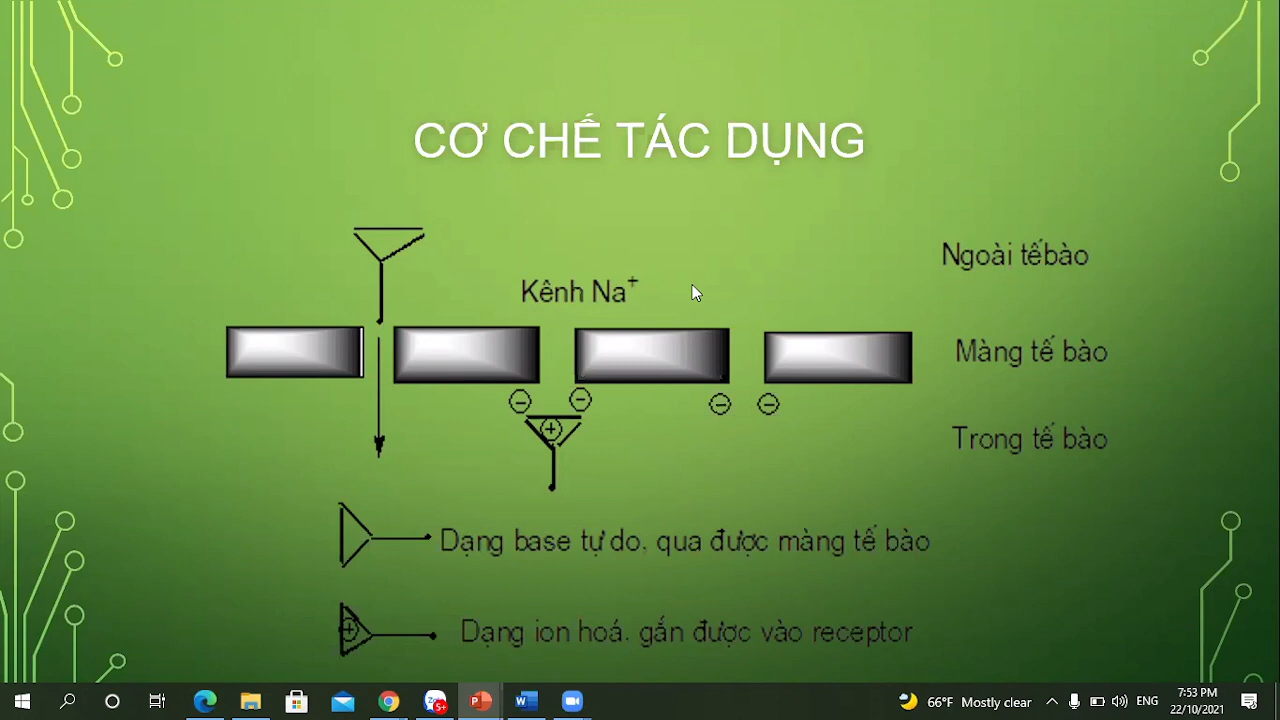 CƠ CHẾ TÁC DỤNG
Ngoài tếbào
Kênh Na⁺
Màng tế bào
Trong tế bào
Dạng base tự do. qua được màng tế bào
Dạng ion hoá. gắn được vào receptor
66°F Mostly clear
ENG
7:53 PM
22/10/2021
5+